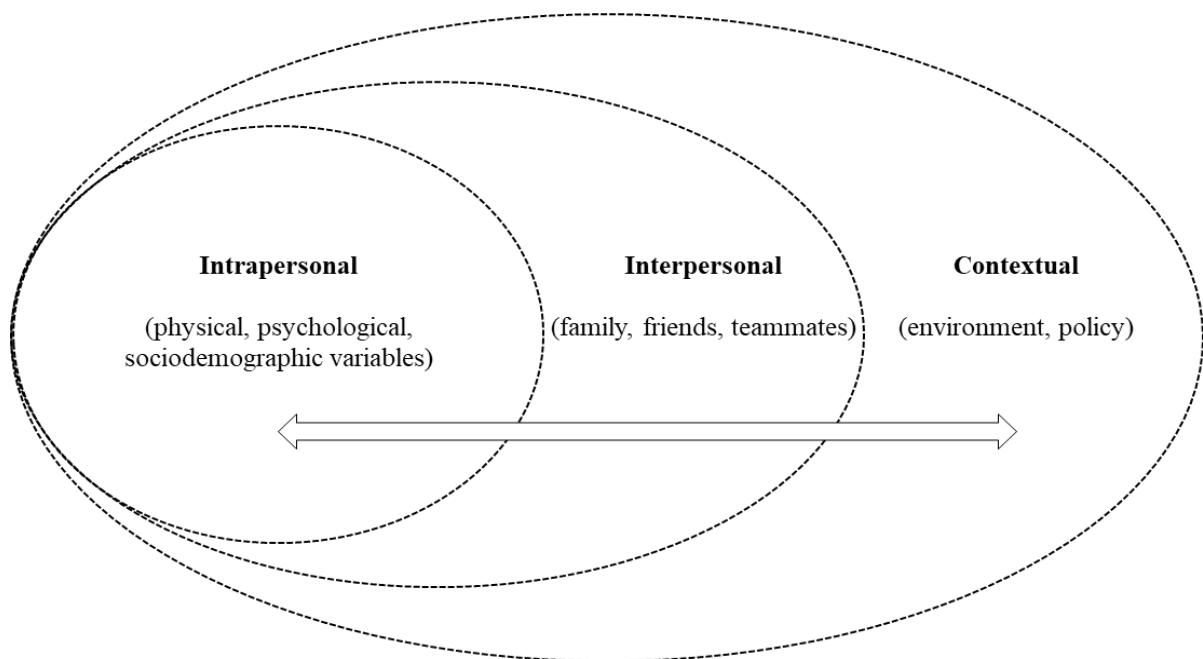 Intrapersonal
(physical, psychological,
sociodemographic variables)
Interpersonal
(family, friends, teammates)
Contextual
(environment, policy)